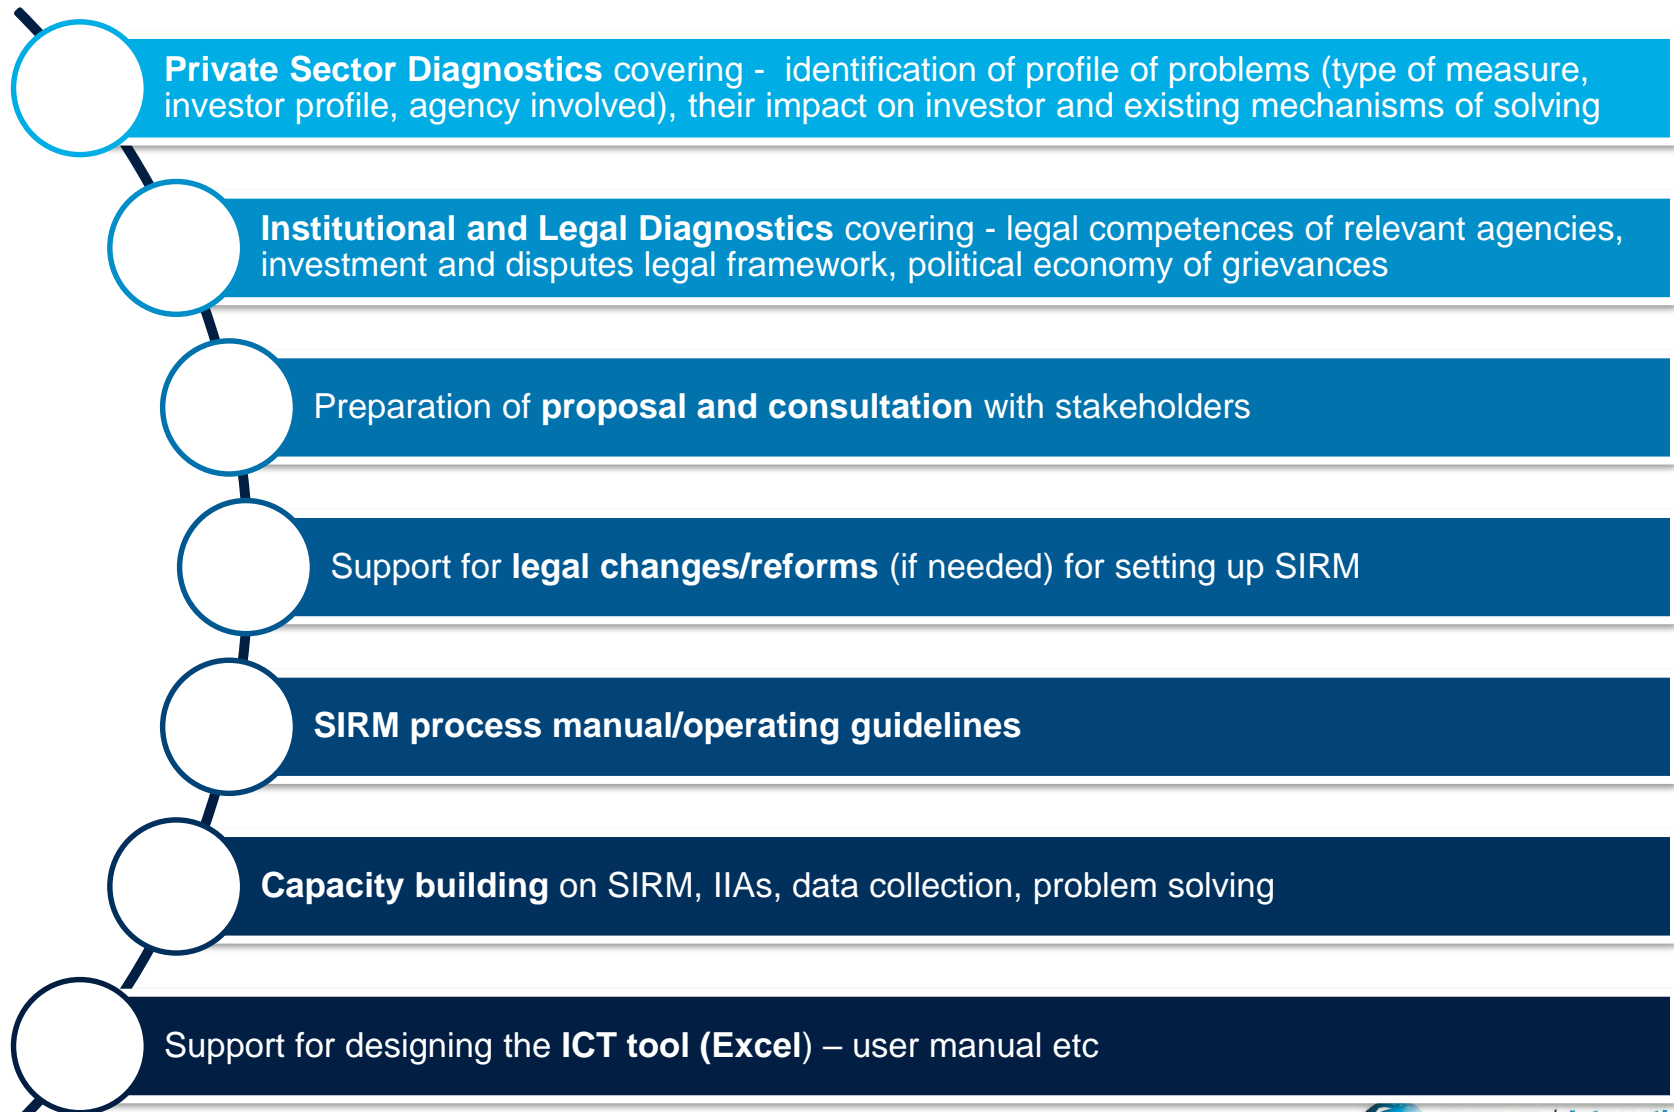 Private Sector Diagnostics covering - identification of profile of problems (type of measure,
investor profile, agency involved), their impact on investor and existing mechanisms of solving
Institutional and Legal Diagnostics covering - legal competences of relevant agencies,
investment and disputes legal framework, political economy of grievances
Preparation of proposal and consultation with stakeholders
Support for legal changes/reforms (if needed) for setting up SIRM
SIRM process manual/operating guidelines
Capacity building on SIRM, IIAs, data collection, problem solving
Support for designing the ICT tool (Excel) – user manual etc